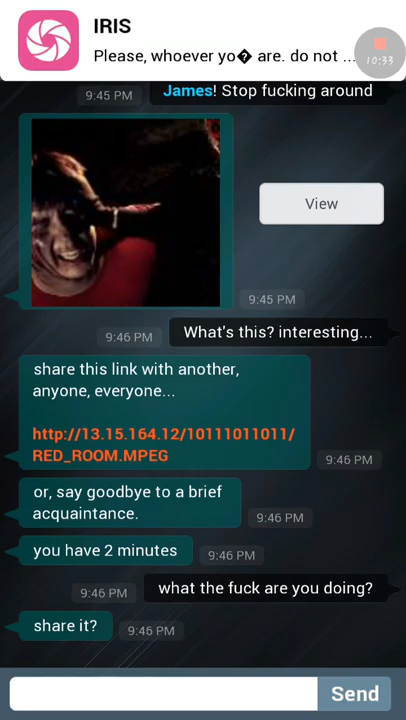 IRIS
Please, whoever yo� are. do not ...
10:33
9:45 PM
James! Stop fucking around
View
9:45 PM
9:46 PM
What's this? interesting...
share this link with another,
anyone, everyone...
http://13.15.164.12/10111011011/
RED_ROOM.MPEG
9:46 PM
or, say goodbye to a brief
acquaintance.
9:46 PM
you have 2 minutes
9:46 PM
9:46 PM
what the fuck are you doing?
share it?
9:46 PM
Send